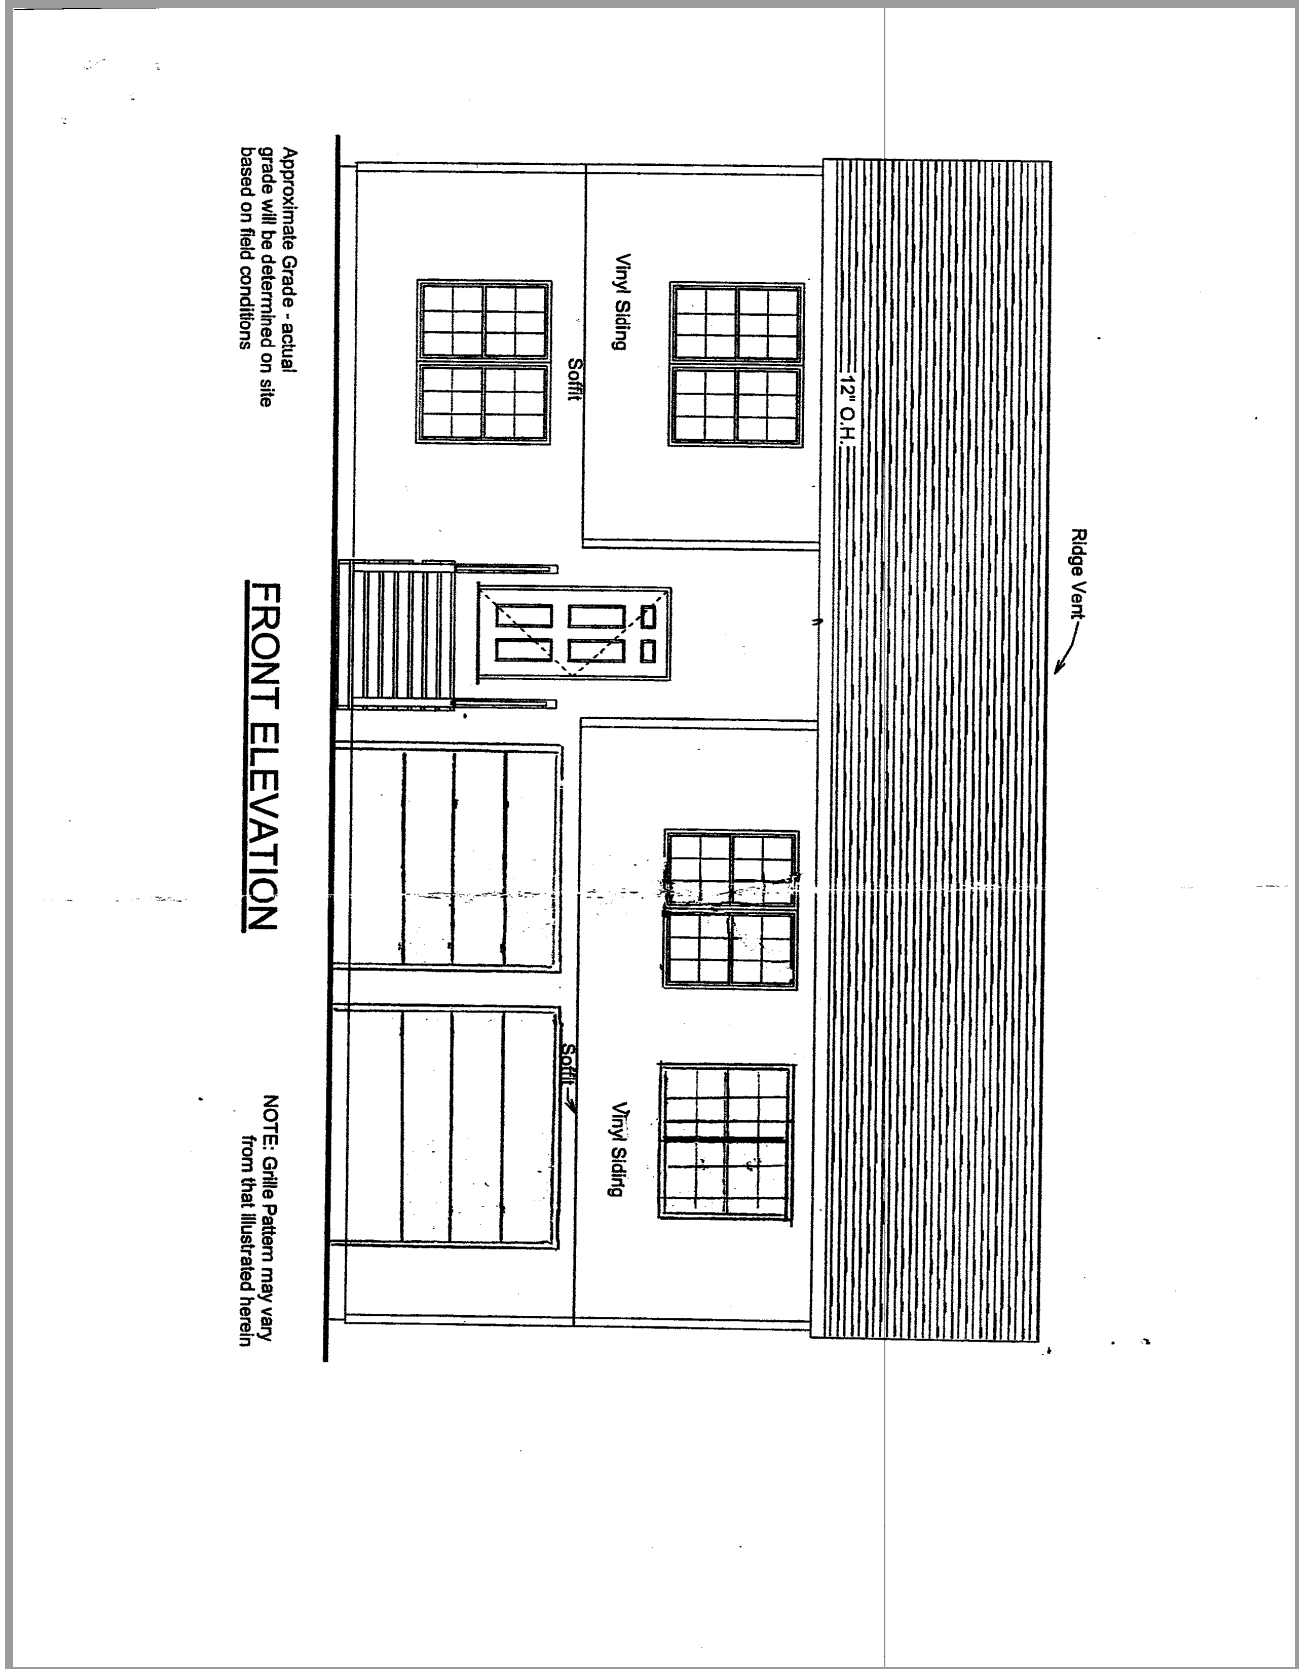 Ridge Vent
12" O.H.
Vinyl Siding
Soffit
Vinyl Siding
Soffit
Approximate Grade - actual
grade will be determined on site
based on field conditions
FRONT ELEVATION
NOTE: Grille Pattern may vary
from that illustrated herein